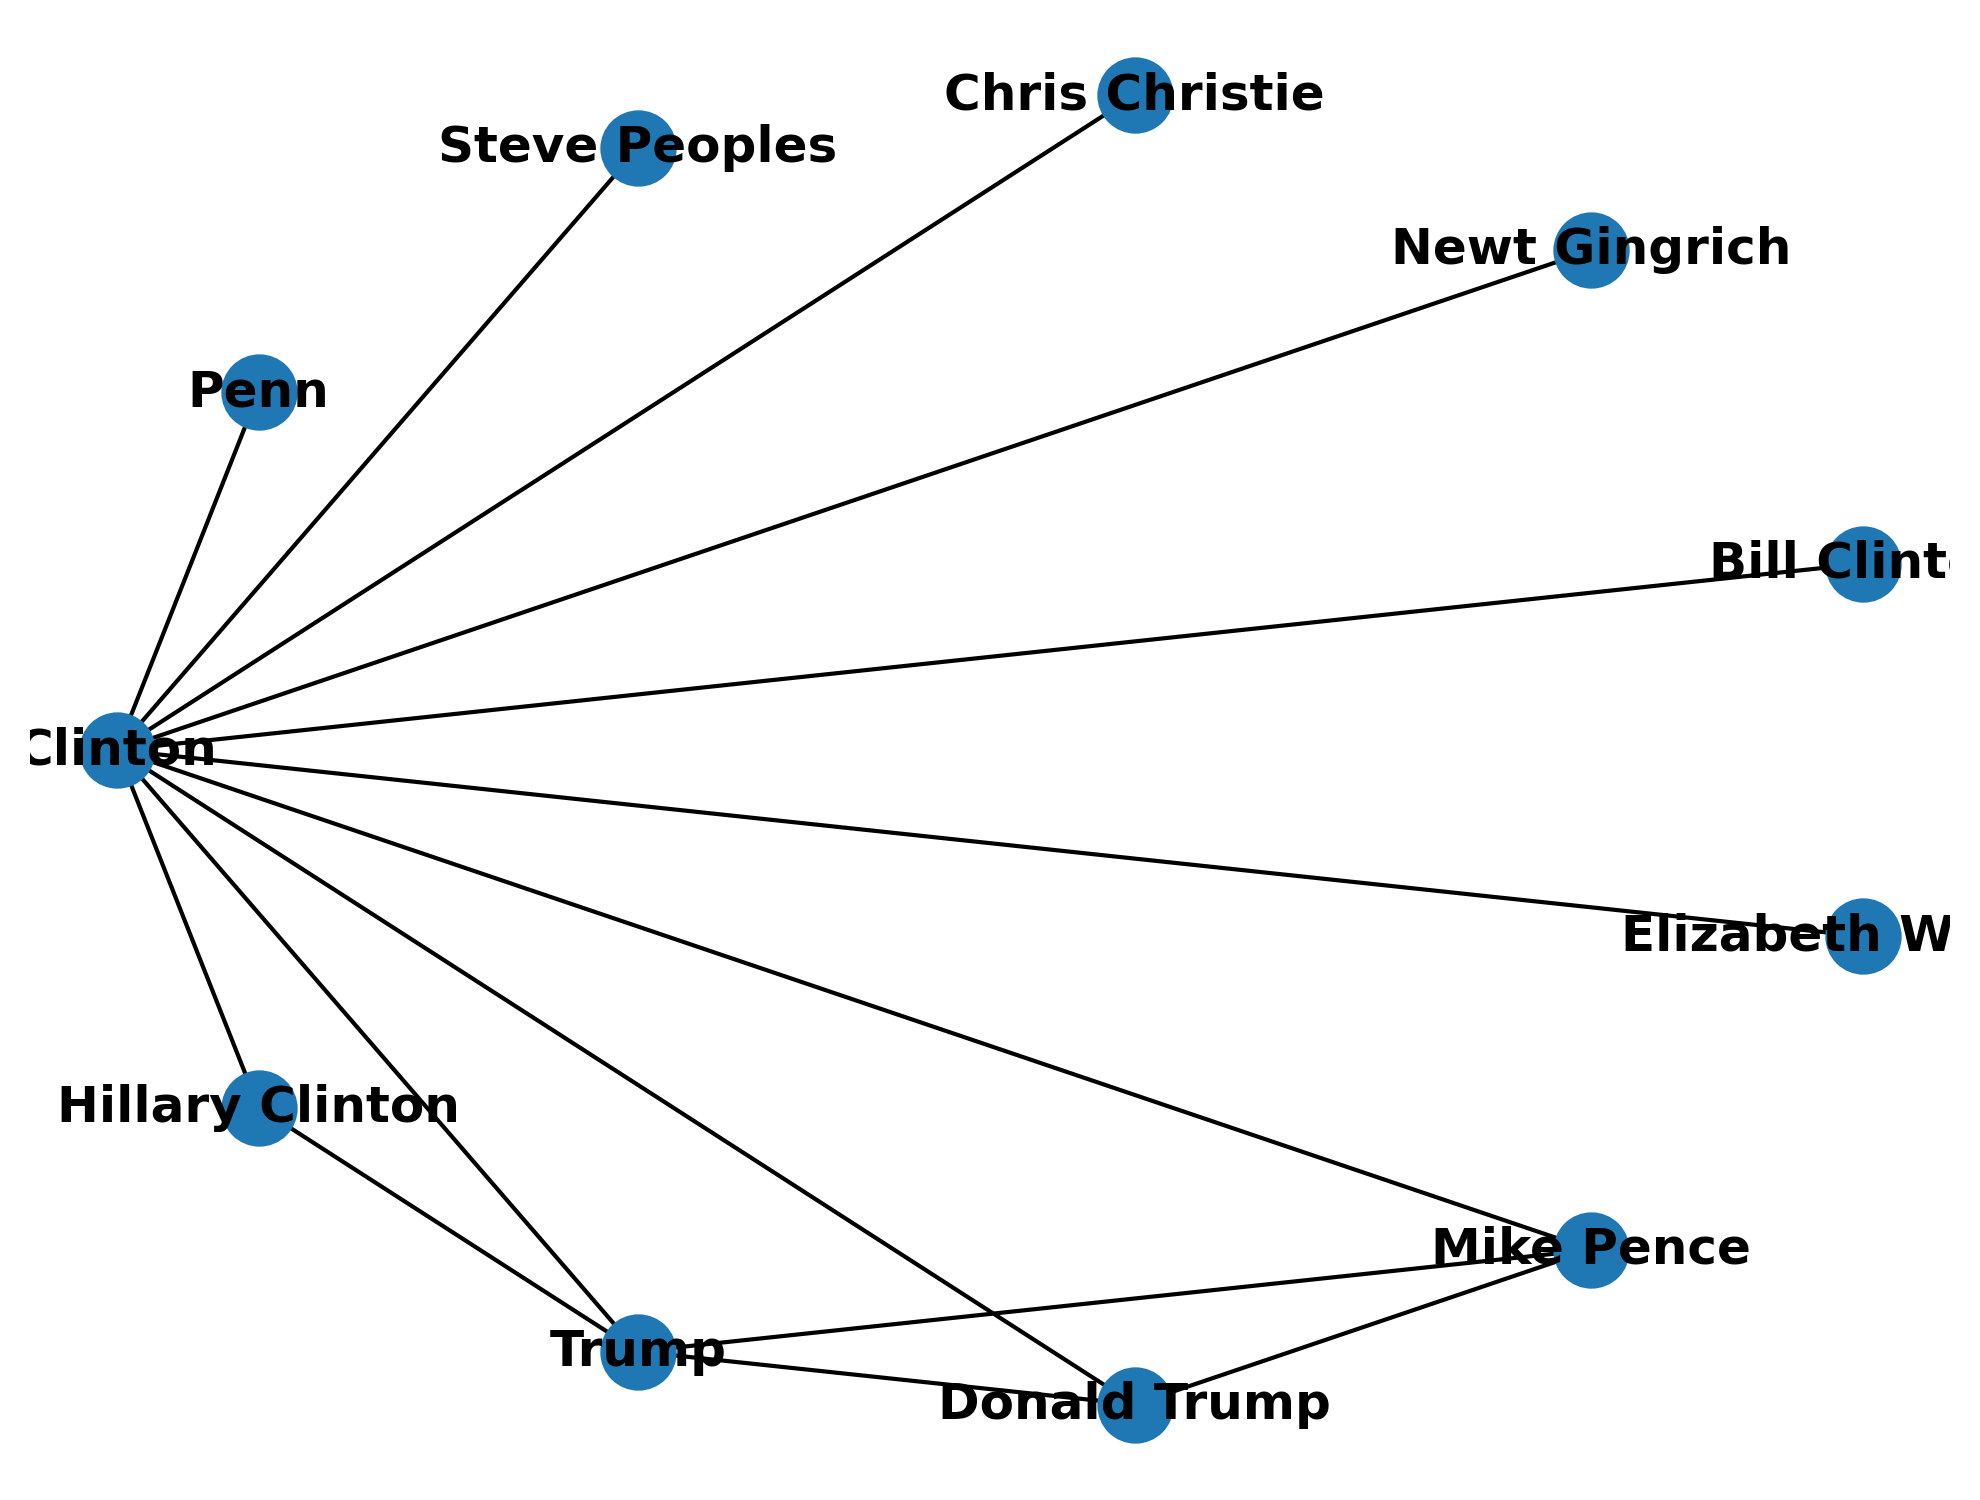 Chris Christie
Steve Peoples
Newt Gingrich
Penn
Bill Clint
Clinton
Elizabeth W
Hillary Clinton
Mike Pence
Trump
Donald Trump